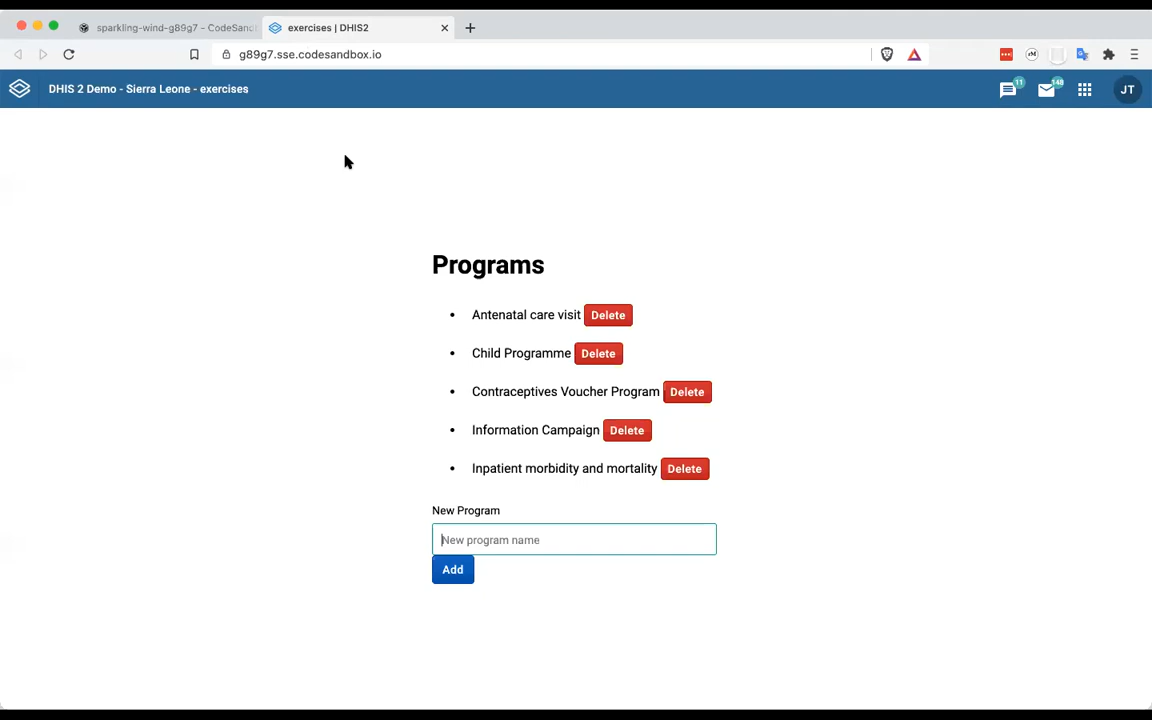 sparkling-wind-g89g7 - CodeSand
exercises | DHIS2
g89g7.sse.codesandbox.io
DHIS 2 Demo - Sierra Leone - exercises
11
148
JT
Programs
Antenatal care visit Delete
Child Programme Delete
Contraceptives Voucher Program Delete
Information Campaign Delete
Inpatient morbidity and mortality Delete
New Program
New program name
Add